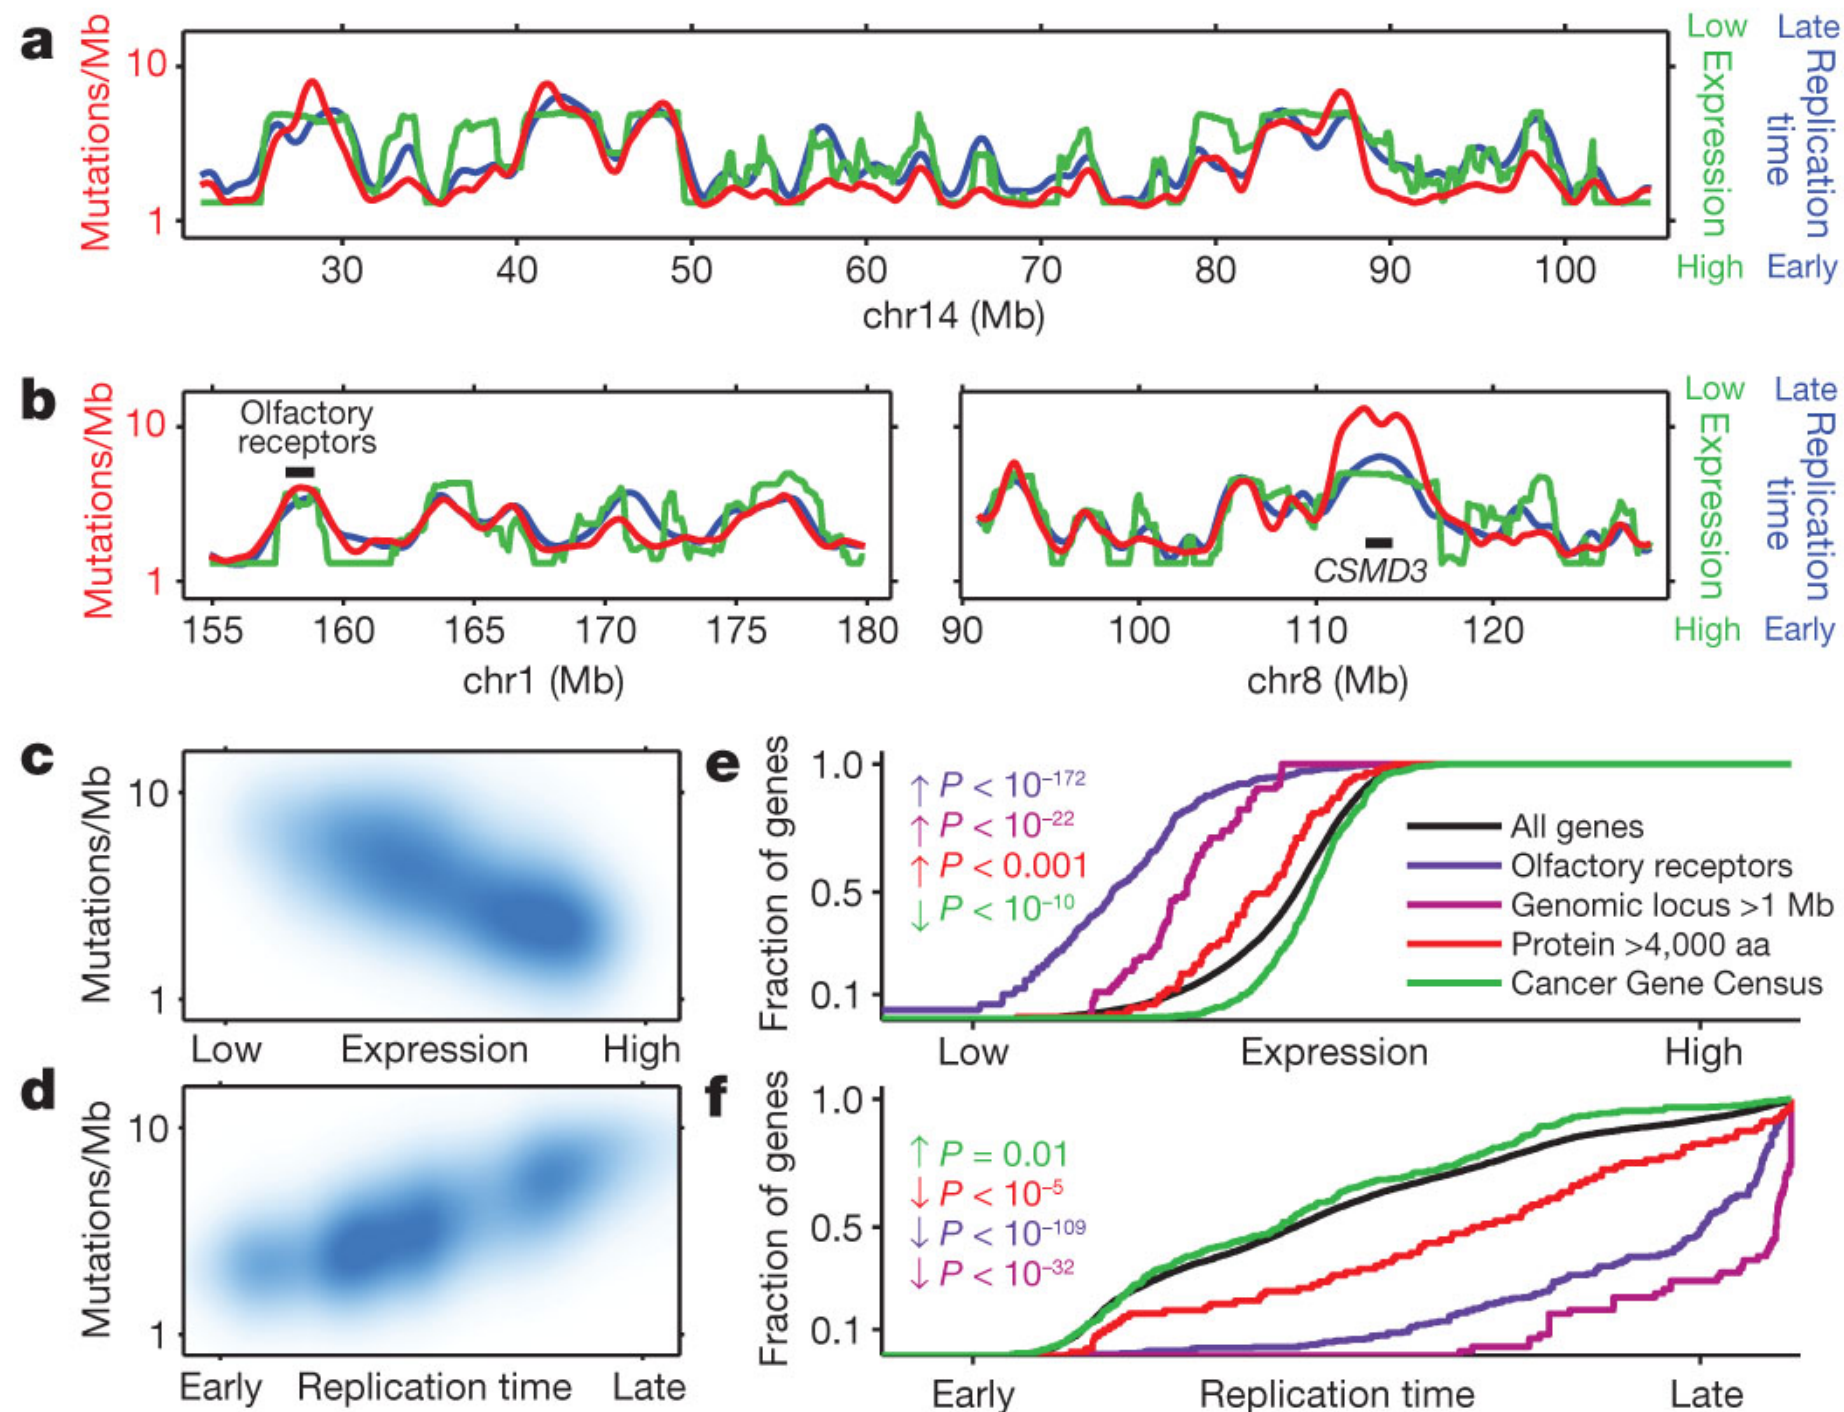 a
Mutations/Mb
10
1
30 40 50 60 70 80 90 100
chr14 (Mb)
Low Late
Expression
Replication
time
High Early
b
Mutations/Mb
10
1
Olfactory
receptors
155 160 165 170 175 180
chr1 (Mb)
CSMD3
90 100 110 120
chr8 (Mb)
Low Late
Expression
Replication
time
High Early
c
Mutations/Mb
10
1
Low Expression High
d
Mutations/Mb
10
1
Early Replication time Late
e
Fraction of genes
1.0
0.5
0.1
↑ P < 10⁻¹⁷²
↑ P < 10⁻²²
↑ P < 0.001
↓ P < 10⁻¹⁰
All genes
Olfactory receptors
Genomic locus >1 Mb
Protein >4,000 aa
Cancer Gene Census
Low Expression High
f
Fraction of genes
1.0
0.5
0.1
↑ P = 0.01
↓ P < 10⁻⁵
↓ P < 10⁻¹⁰⁹
↓ P < 10⁻³²
Early Replication time Late